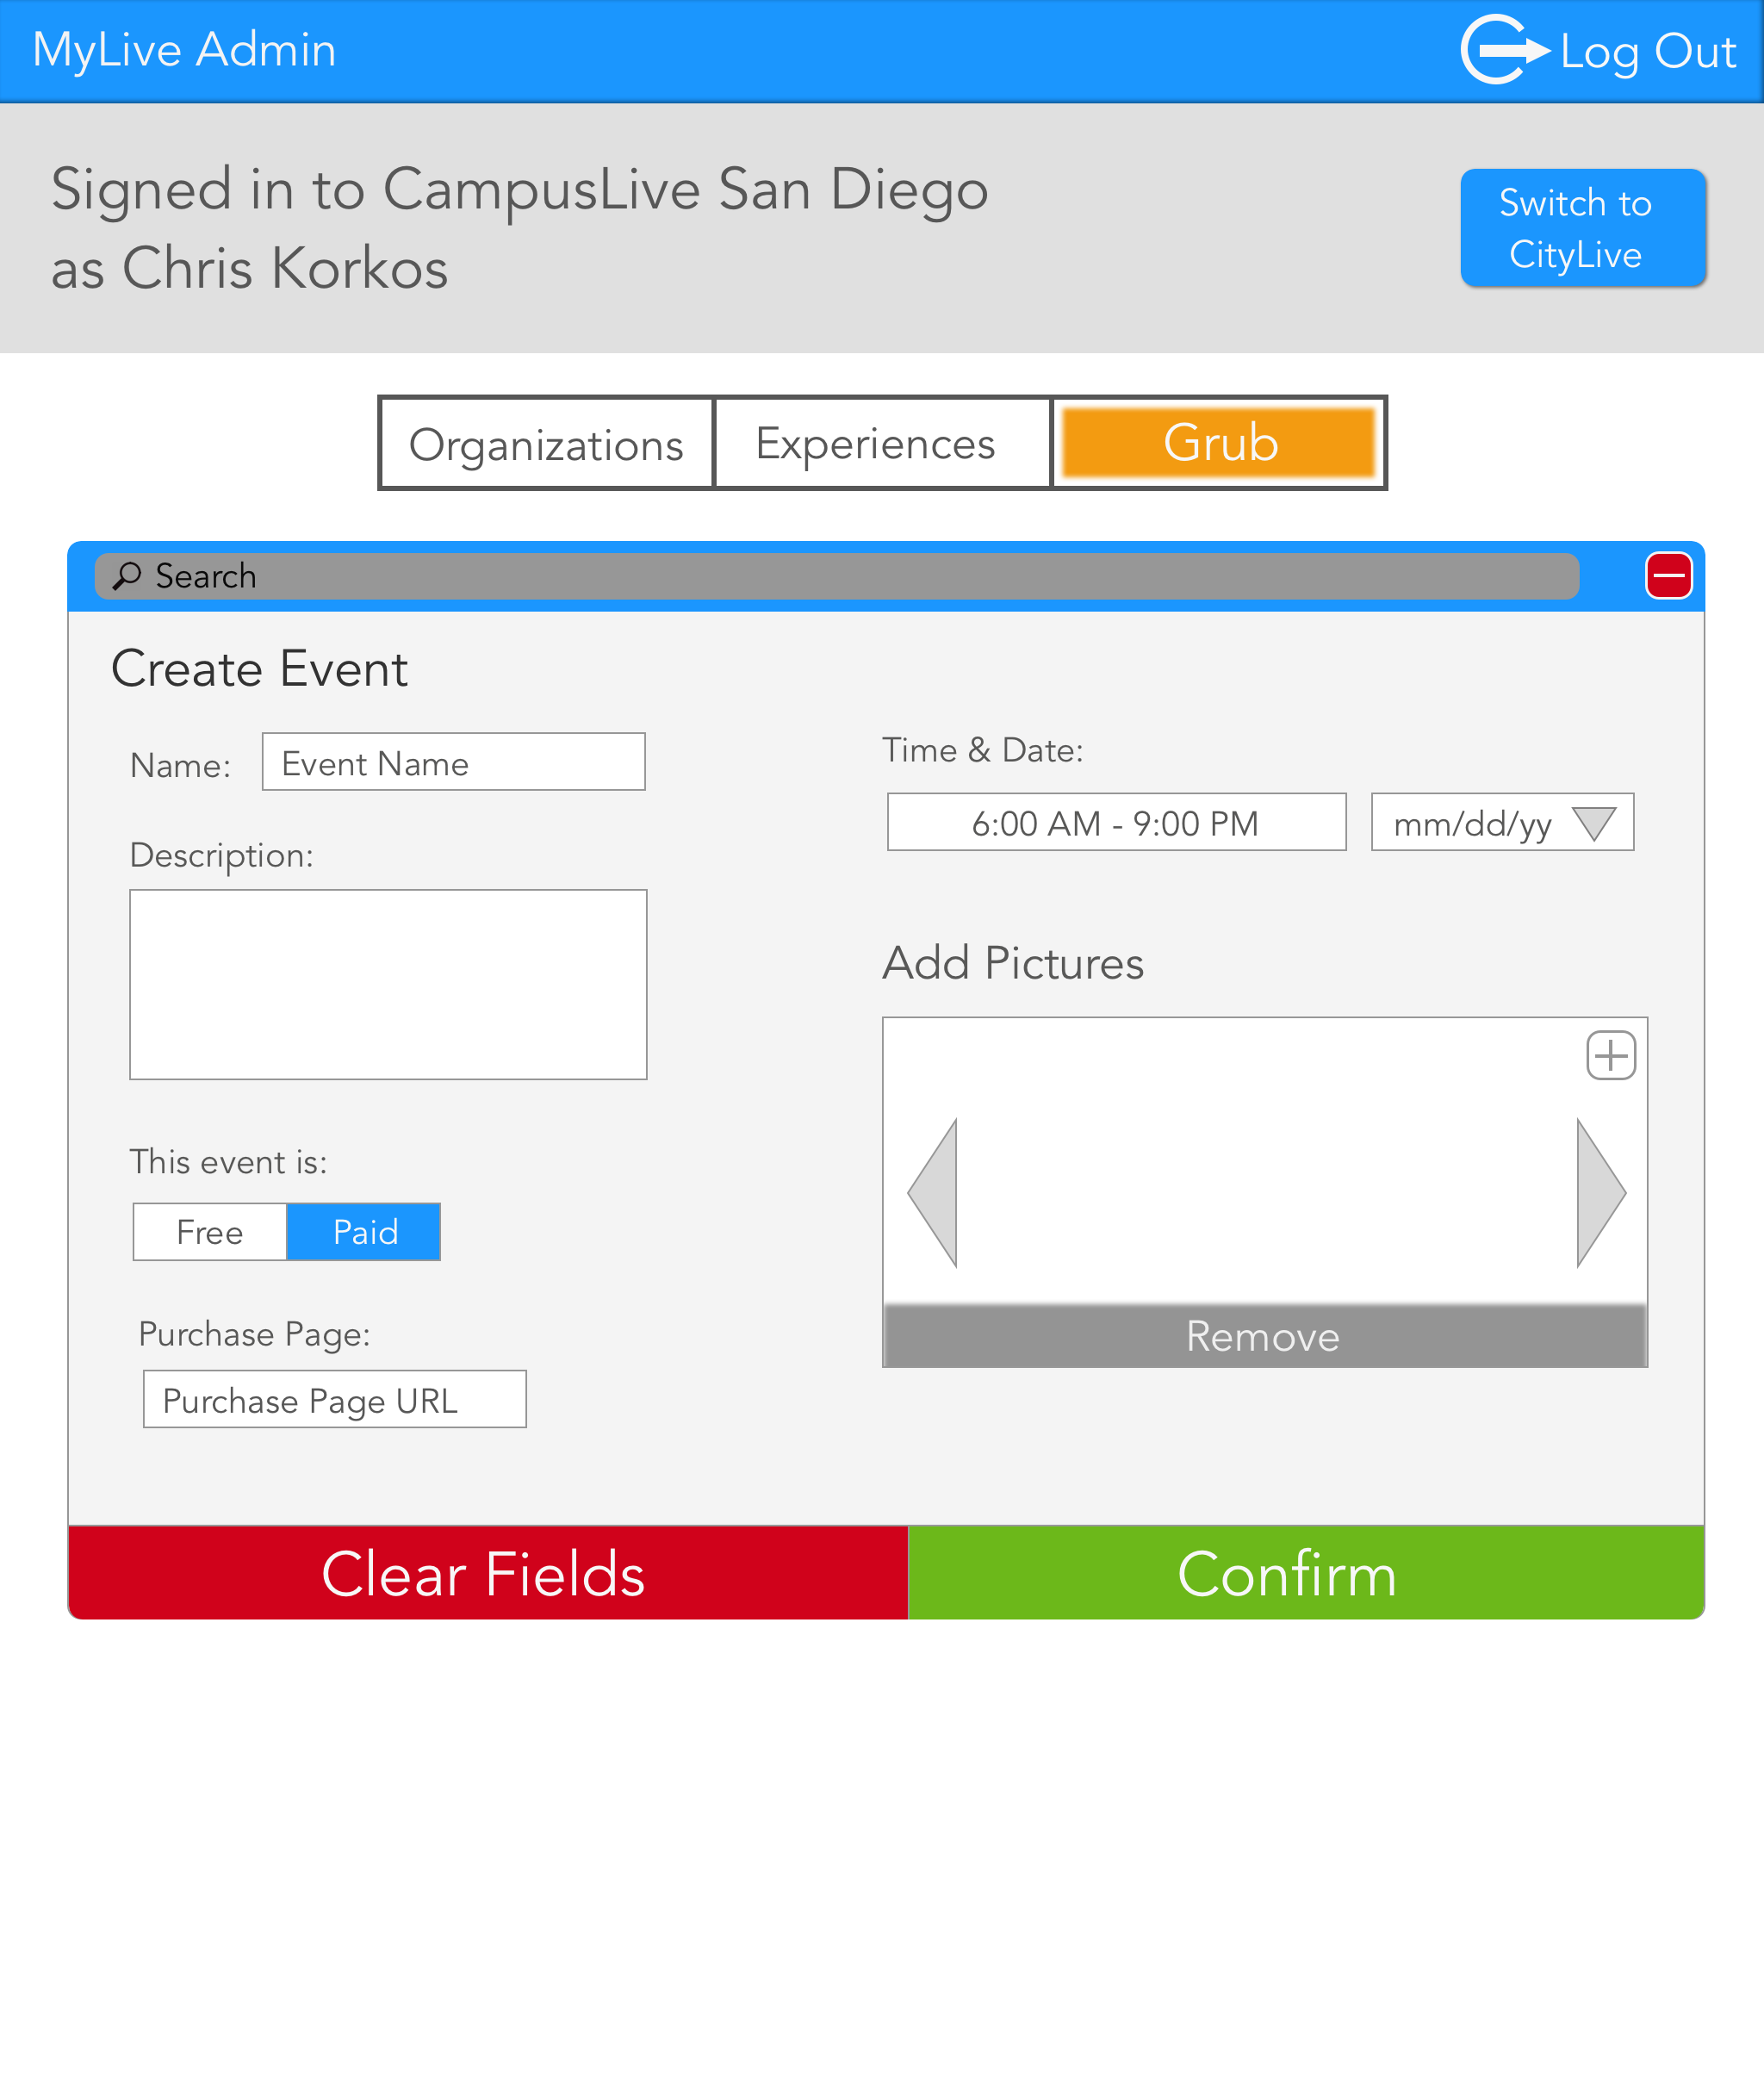 MyLive Admin
Log Out
Signed in to CampusLive San Diego
as Chris Korkos
Switch to
CityLive
Organizations
Experiences
Grub
Search
Create Event
Name:
Event Name
Description:
This event is:
Free
Paid
Purchase Page:
Purchase Page URL
Time & Date:
6:00 AM - 9:00 PM
mm/dd/yy
Add Pictures
Remove
Clear Fields
Confirm